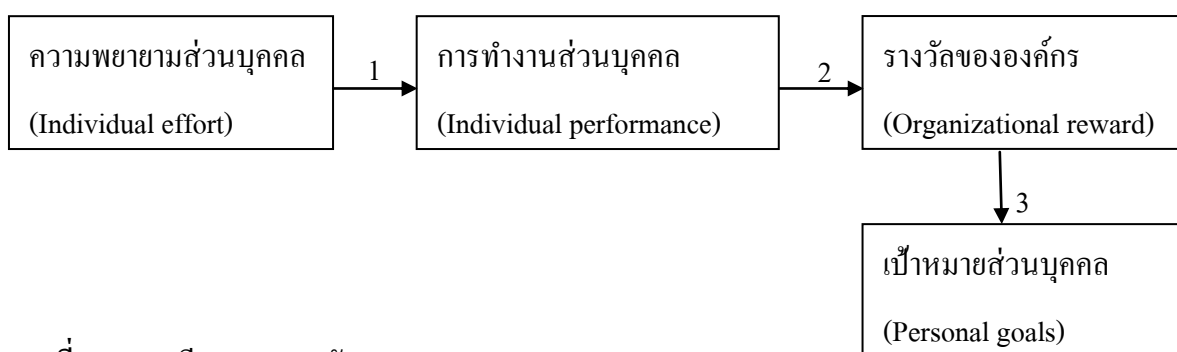 ความพยายามส่วนบุคคล
(Individual effort)
1
การทำงานส่วนบุคคล
(Individual performance)
2
รางวัลขององค์กร
(Organizational reward)
3
เป้าหมายส่วนบุคคล
(Personal goals)